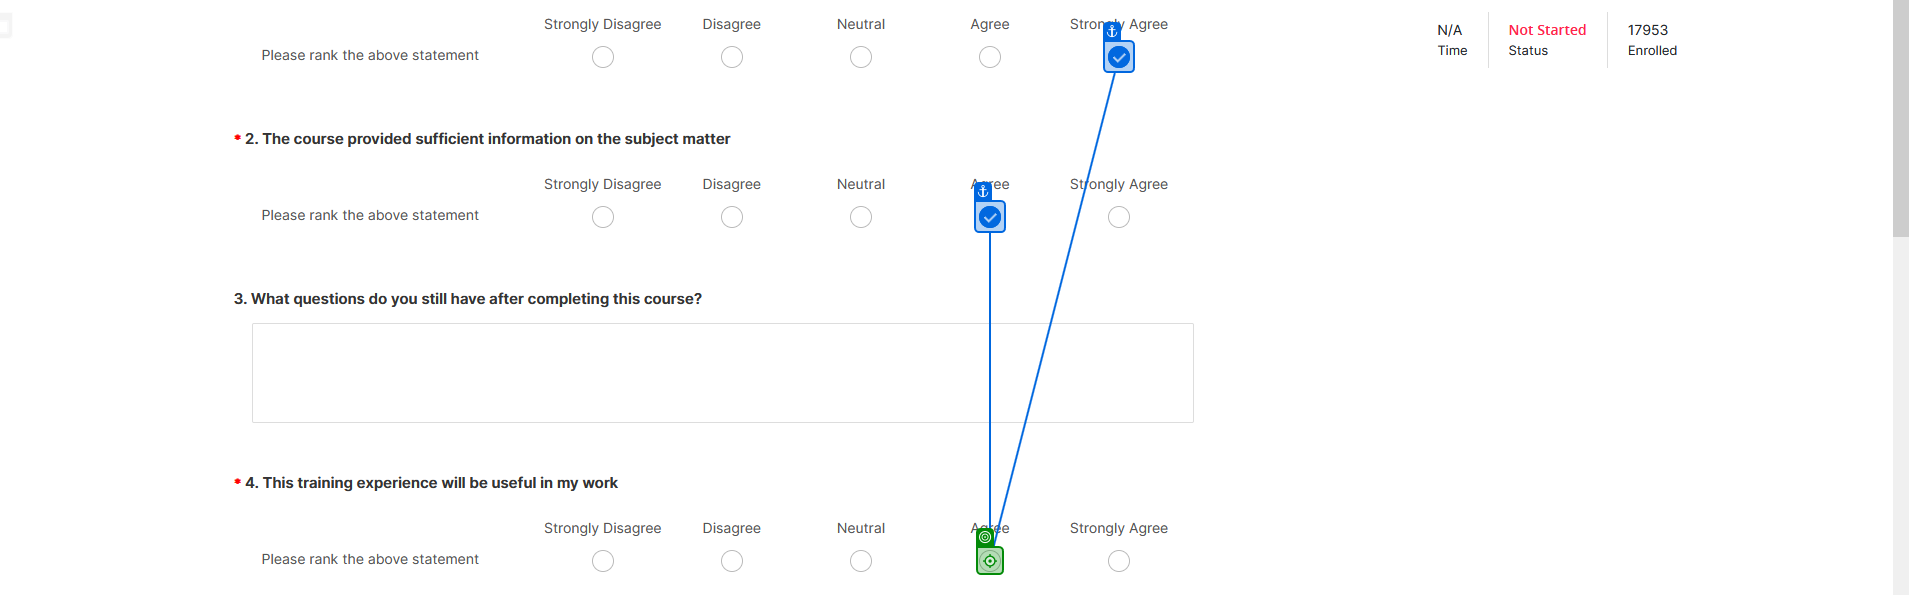 Strongly Disagree Disagree Neutral Agree Strongly Agree
Please rank the above statement
N/A Not Started 17953
Time Status Enrolled
* 2. The course provided sufficient information on the subject matter
Strongly Disagree Disagree Neutral Agree Strongly Agree
Please rank the above statement
3. What questions do you still have after completing this course?
* 4. This training experience will be useful in my work
Strongly Disagree Disagree Neutral Agree Strongly Agree
Please rank the above statement